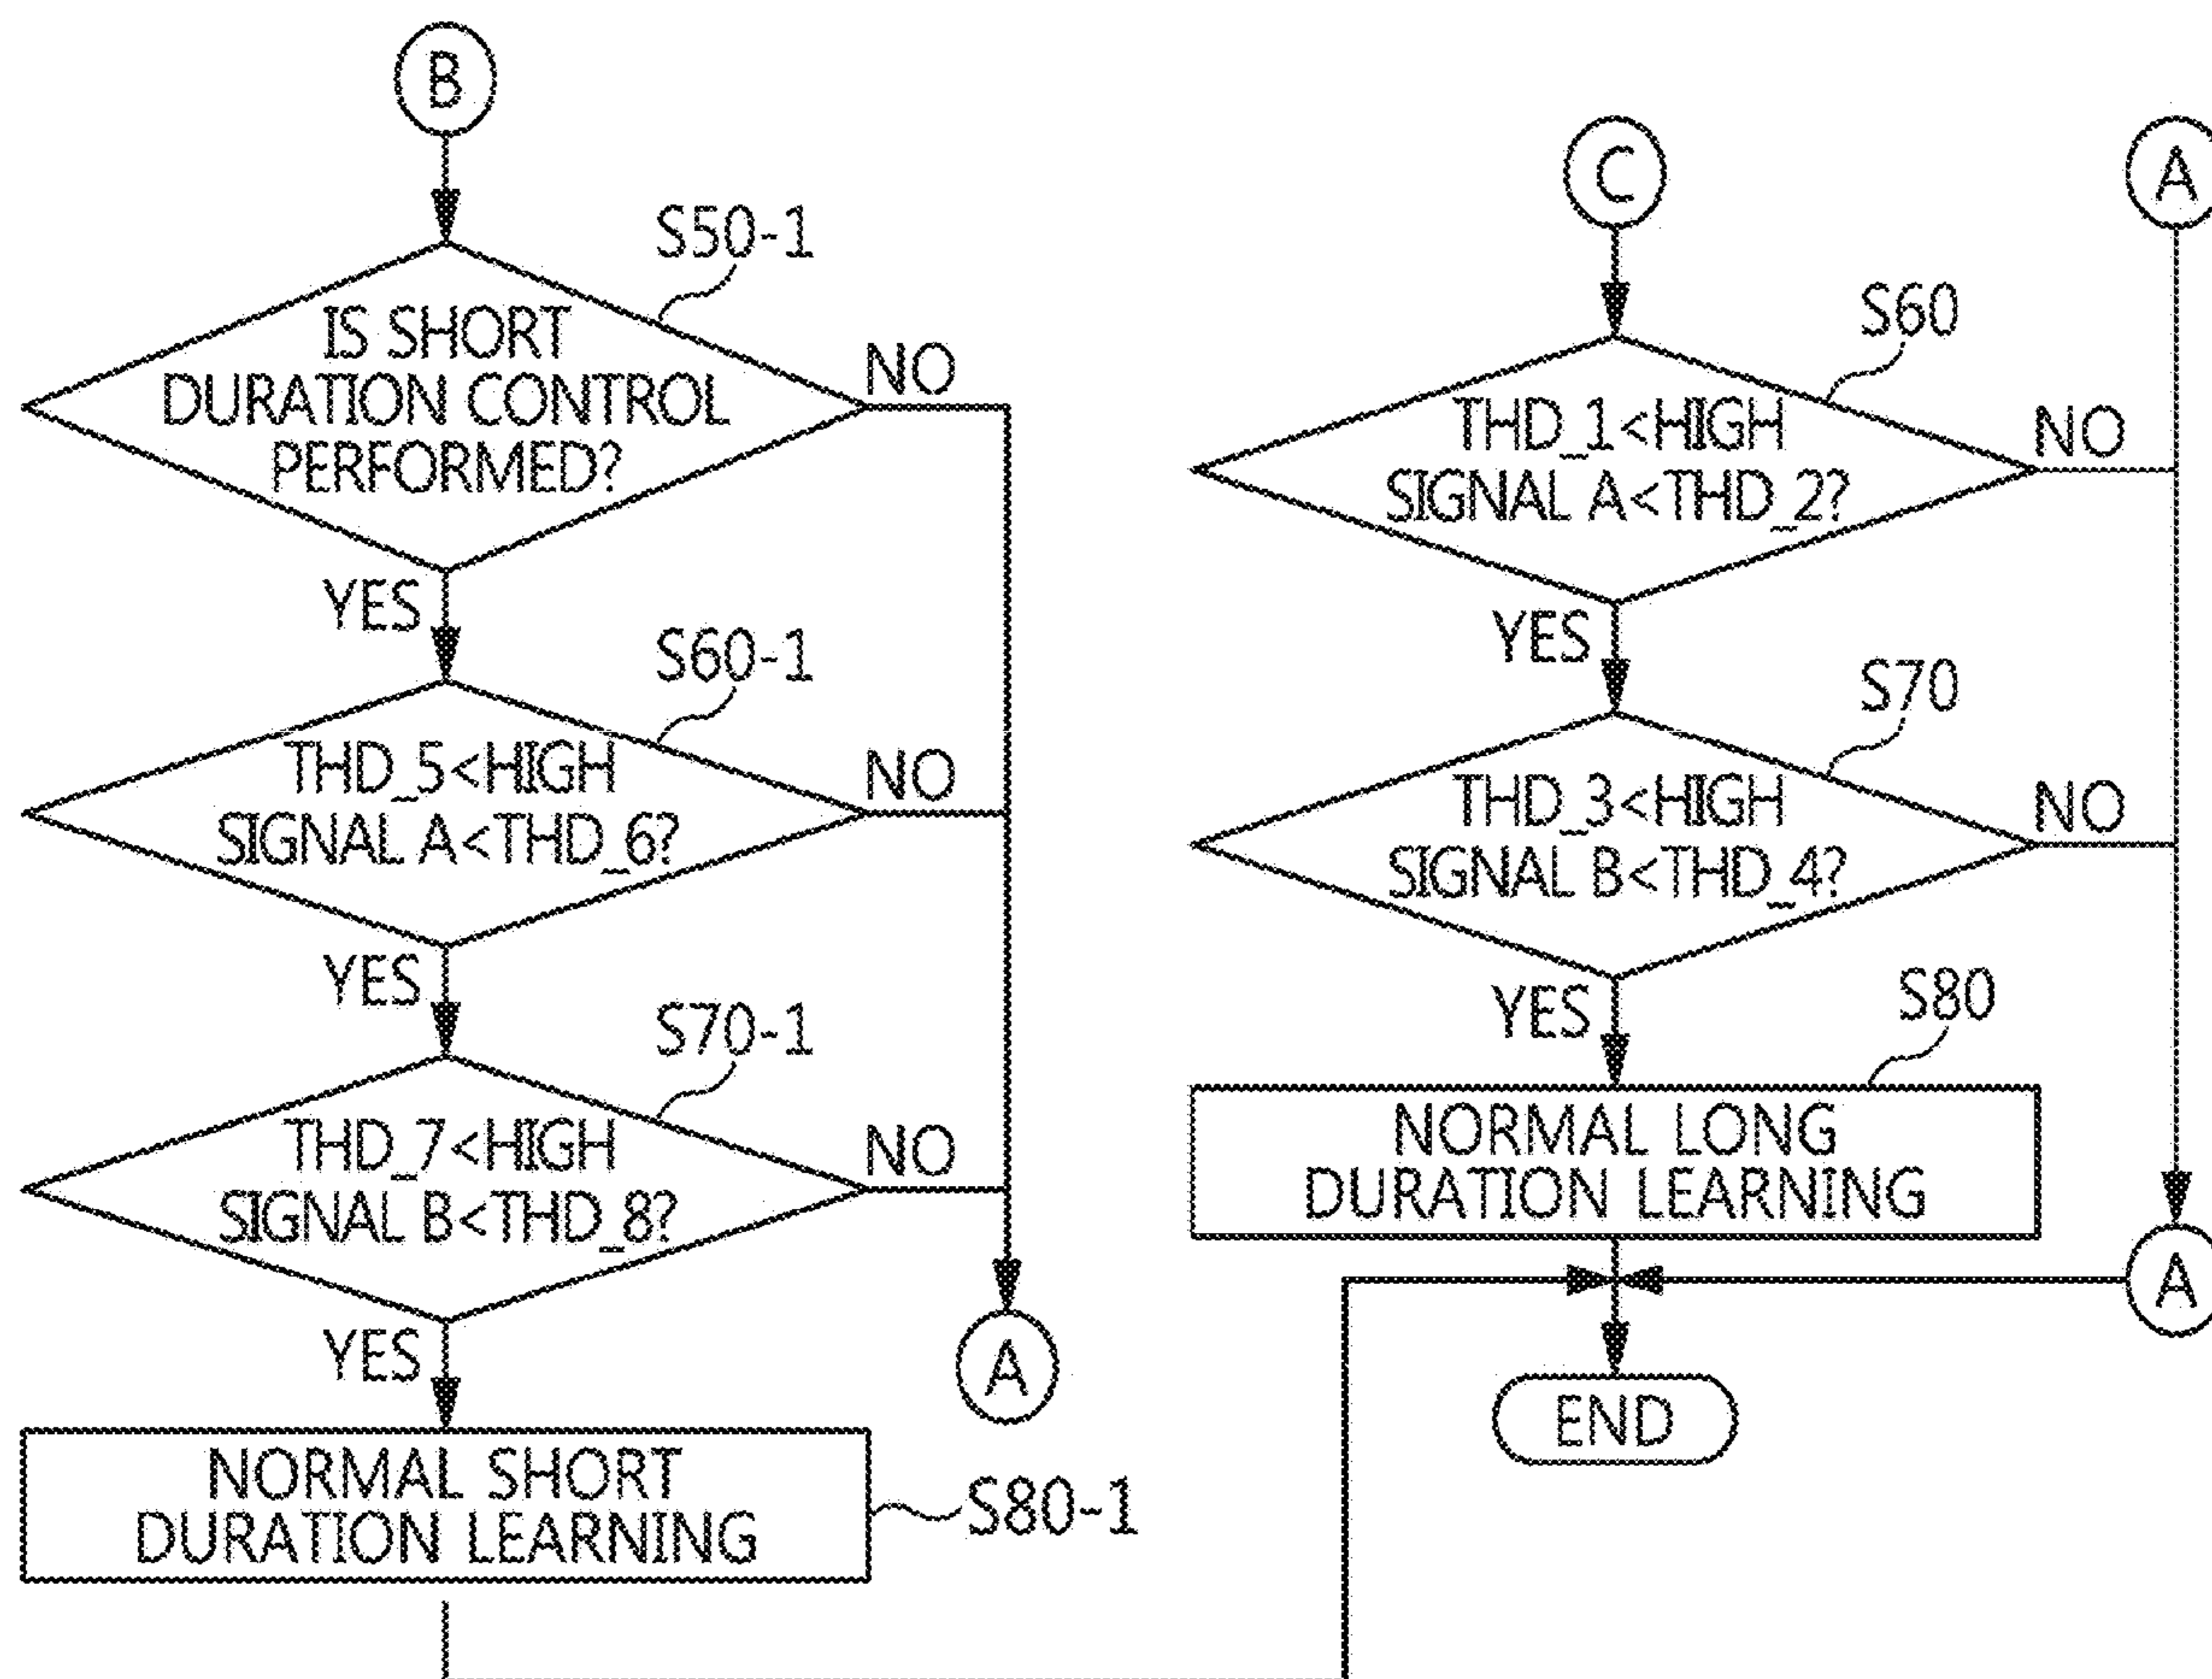 B
S50-1
IS SHORT
DURATION CONTROL
PERFORMED?
NO
YES
S60-1
THD_5<HIGH
SIGNAL A<THD_6?
NO
YES
S70-1
THD_7<HIGH
SIGNAL B<THD_8?
NO
YES
A
NORMAL SHORT
DURATION LEARNING
S80-1
C
A
S60
THD_1<HIGH
SIGNAL A<THD_2?
NO
YES
S70
THD_3<HIGH
SIGNAL B<THD_4?
NO
YES
S80
NORMAL LONG
DURATION LEARNING
A
END